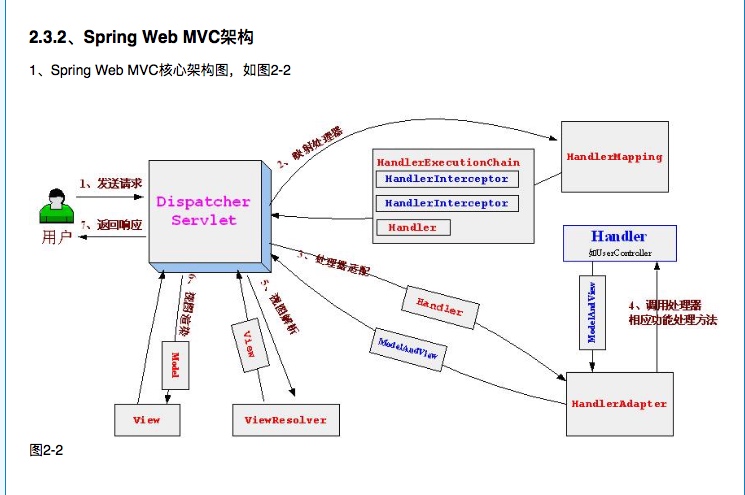 2.3.2、Spring Web MVC架构
1、Spring Web MVC核心架构图，如图2-2
2、映射处理器
HandlerMapping
HandlerExecutionChain
HandlerInterceptor
HandlerInterceptor
Handler
1、发送请求
Dispatcher
Servlet
7、返回响应
用户
Handler
如UserController
3、处理器适配
Handler
ModelAndView
ModelAndView
4、调用处理器
相应功能处理方法
6、视图渲染
5、视图解析
Model
View
View
ViewResolver
HandlerAdapter
图2-2